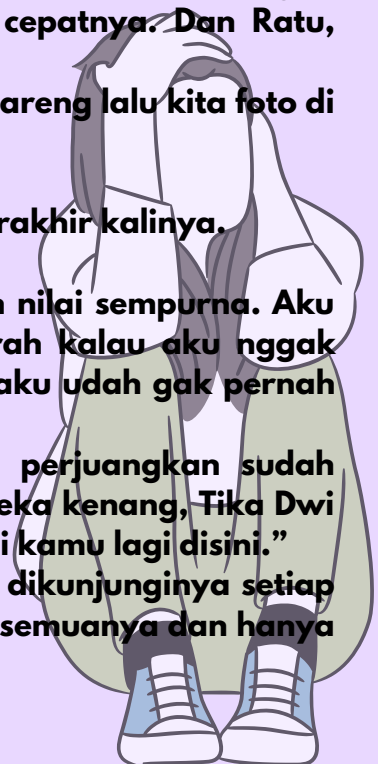 cepatnya. Dan Ratu,
areng lalu kita foto di
rakhir kalinya.
nilai sempurna. Aku
rah kalau aku nggak
aku udah gak pernah
perjuangkan sudah
eka kenang, Tika Dwi
i kamu lagi disini.”
dikunjunginya setiap
semuanya dan hanya